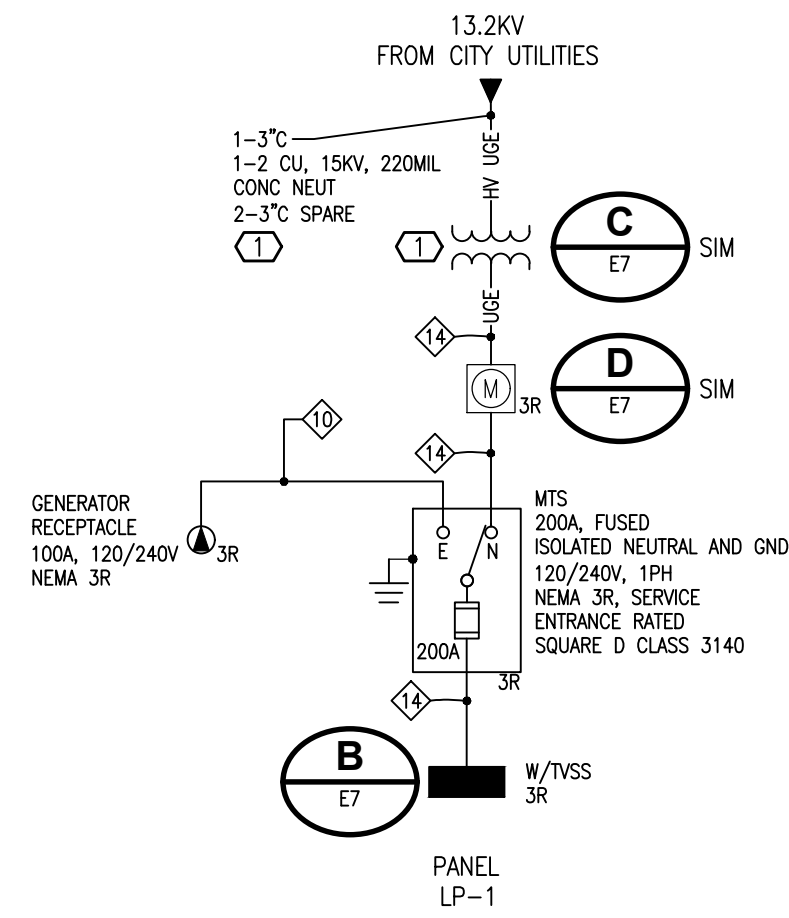 13.2KV
FROM CITY UTILITIES
1-3"C
1-2 CU, 15KV, 220MIL
CONC NEUT
2-3"C SPARE
1
HV UGE
1
C
E7
SIM
UGE
14
M
3R
D
E7
SIM
14
10
GENERATOR
RECEPTACLE
100A, 120/240V
NEMA 3R
3R
E
N
200A
3R
MTS
200A, FUSED
ISOLATED NEUTRAL AND GND
120/240V, 1PH
NEMA 3R, SERVICE
ENTRANCE RATED
SQUARE D CLASS 3140
14
B
E7
W/TVSS
3R
PANEL
LP-1